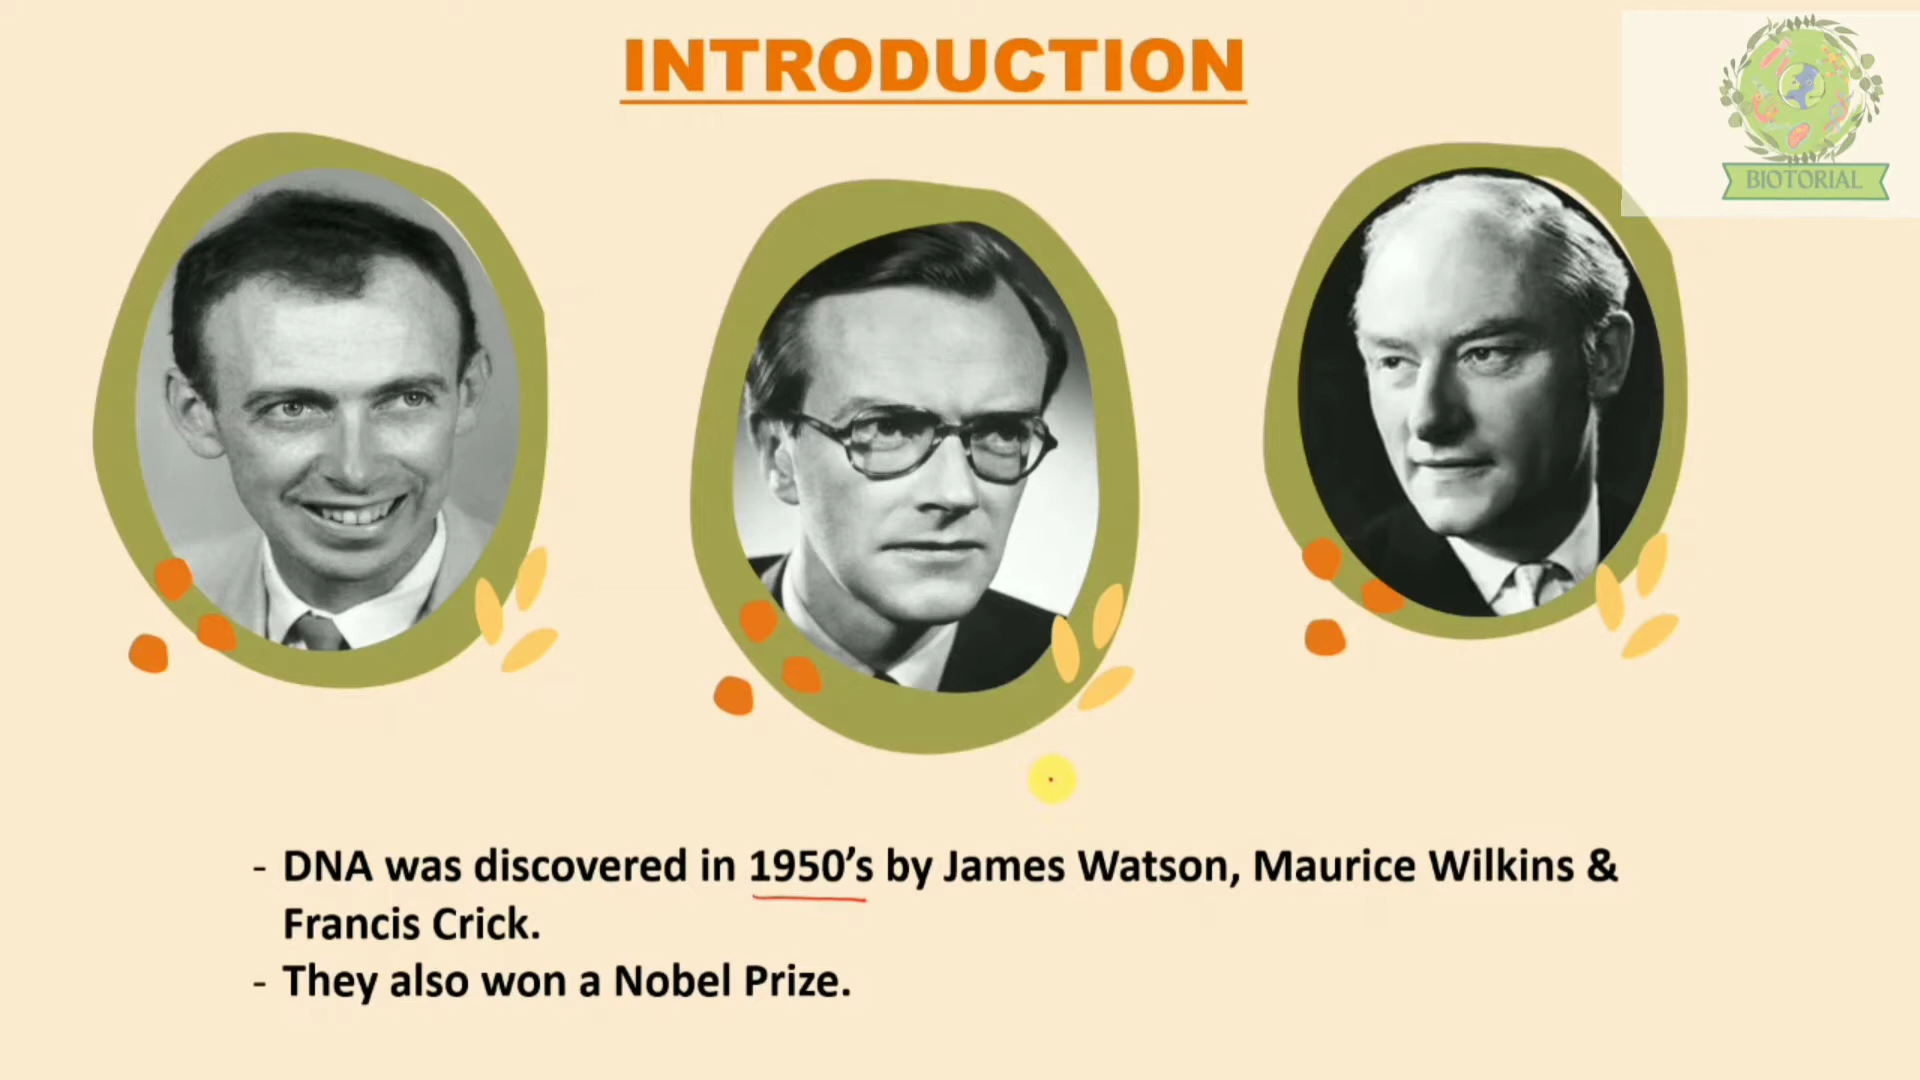 INTRODUCTION
BIOTORIAL
- DNA was discovered in 1950's by James Watson, Maurice Wilkins &
Francis Crick.
- They also won a Nobel Prize.